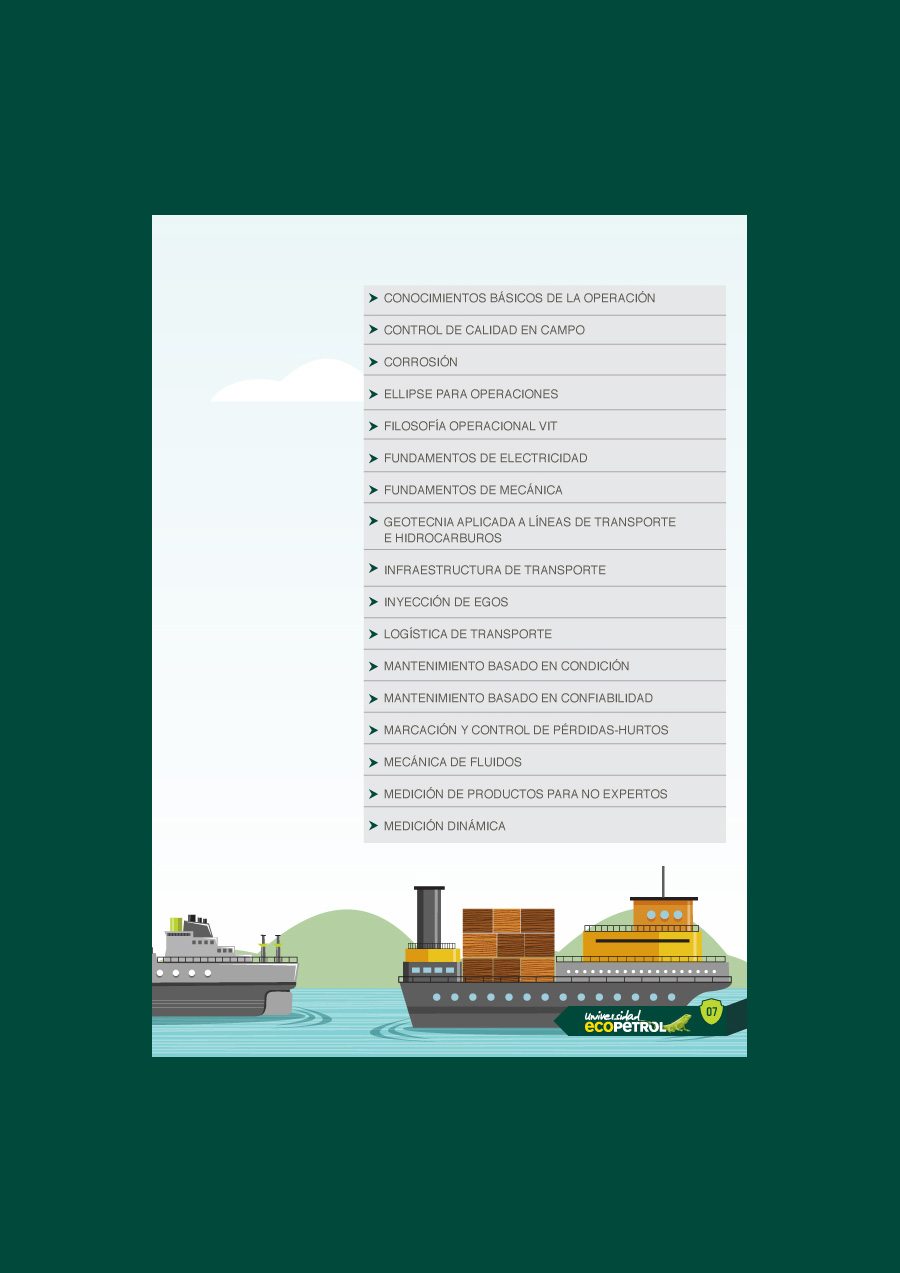 CONOCIMIENTOS BÁSICOS DE LA OPERACIÓN
CONTROL DE CALIDAD EN CAMPO
CORROSIÓN
ELLIPSE PARA OPERACIONES
FILOSOFÍA OPERACIONAL VIT
FUNDAMENTOS DE ELECTRICIDAD
FUNDAMENTOS DE MECÁNICA
GEOTECNIA APLICADA A LÍNEAS DE TRANSPORTE
E HIDROCARBUROS
INFRAESTRUCTURA DE TRANSPORTE
INYECCIÓN DE EGOS
LOGÍSTICA DE TRANSPORTE
MANTENIMIENTO BASADO EN CONDICIÓN
MANTENIMIENTO BASADO EN CONFIABILIDAD
MARCACIÓN Y CONTROL DE PÉRDIDAS-HURTOS
MECÁNICA DE FLUIDOS
MEDICIÓN DE PRODUCTOS PARA NO EXPERTOS
MEDICIÓN DINÁMICA
universidad
ecoPETROL
07